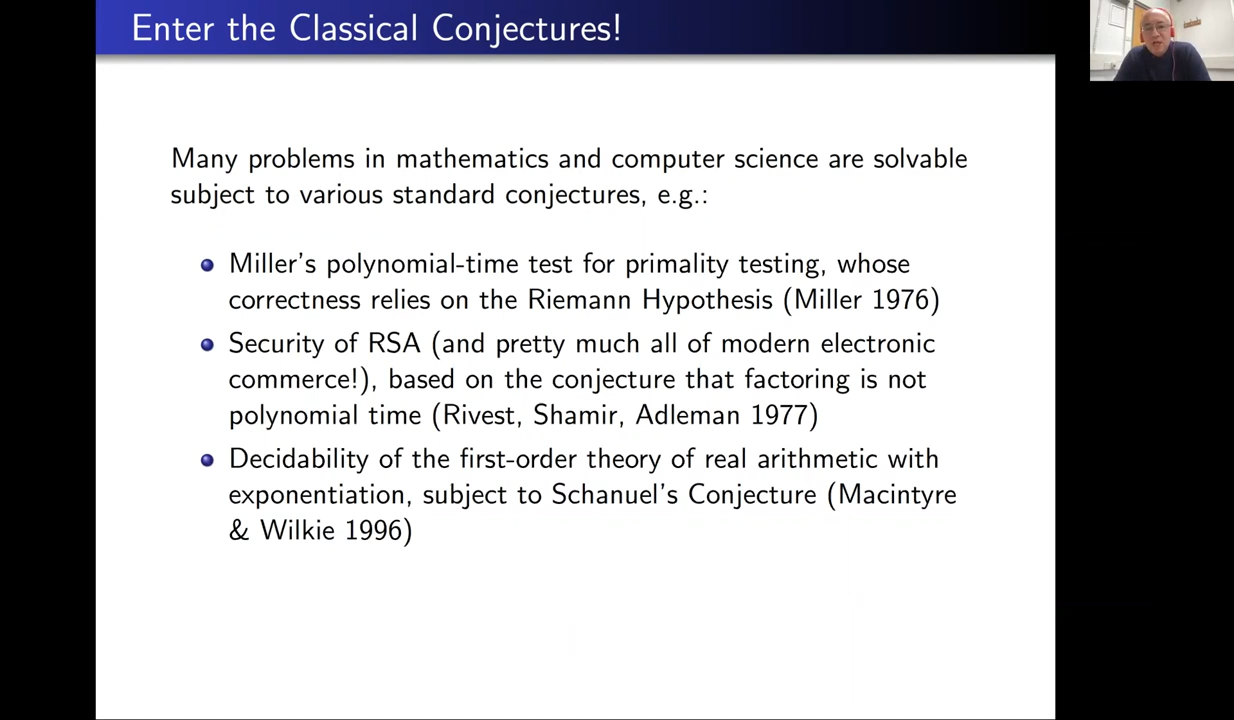 Enter the Classical Conjectures!
Many problems in mathematics and computer science are solvable
subject to various standard conjectures, e.g.:
Miller's polynomial-time test for primality testing, whose
correctness relies on the Riemann Hypothesis (Miller 1976)
Security of RSA (and pretty much all of modern electronic
commerce!), based on the conjecture that factoring is not
polynomial time (Rivest, Shamir, Adleman 1977)
Decidability of the first-order theory of real arithmetic with
exponentiation, subject to Schanuel's Conjecture (Macintyre
& Wilkie 1996)